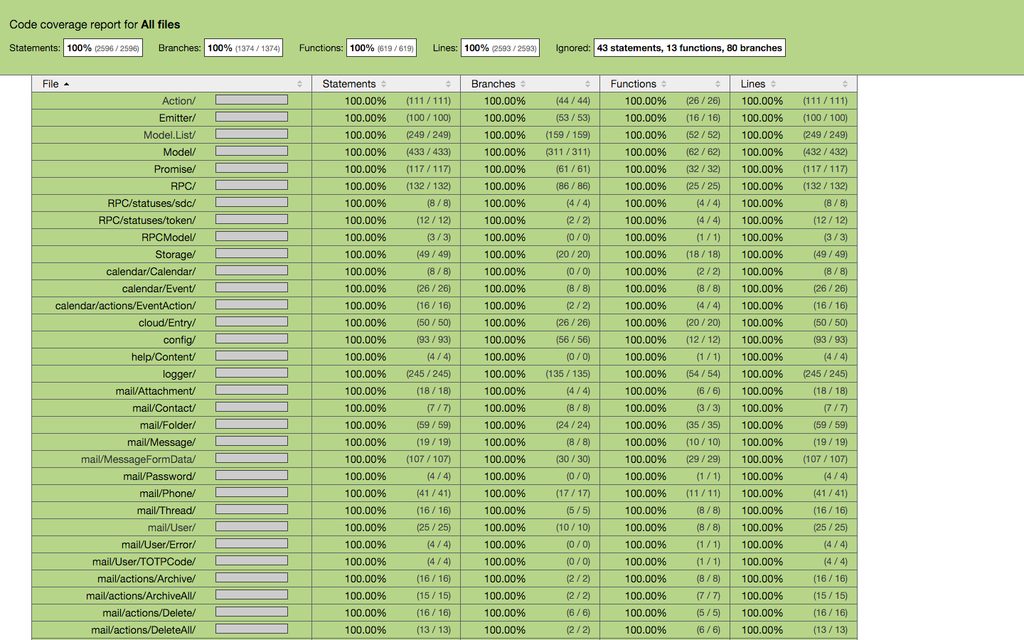 Code coverage report for All files
Statements: 100% (2596 / 2596) Branches: 100% (1374 / 1374) Functions: 100% (619 / 619) Lines: 100% (2593 / 2593) Ignored: 43 statements, 13 functions, 80 branches
File Statements Branches Functions Lines
Action/ 100.00% (111 / 111) 100.00% (44 / 44) 100.00% (26 / 26) 100.00% (111 / 111)
Emitter/ 100.00% (100 / 100) 100.00% (53 / 53) 100.00% (16 / 16) 100.00% (100 / 100)
Model.List/ 100.00% (249 / 249) 100.00% (159 / 159) 100.00% (52 / 52) 100.00% (249 / 249)
Model/ 100.00% (433 / 433) 100.00% (311 / 311) 100.00% (62 / 62) 100.00% (432 / 432)
Promise/ 100.00% (117 / 117) 100.00% (61 / 61) 100.00% (32 / 32) 100.00% (117 / 117)
RPC/ 100.00% (132 / 132) 100.00% (86 / 86) 100.00% (25 / 25) 100.00% (132 / 132)
RPC/statuses/sdc/ 100.00% (8 / 8) 100.00% (4 / 4) 100.00% (4 / 4) 100.00% (8 / 8)
RPC/statuses/token/ 100.00% (12 / 12) 100.00% (2 / 2) 100.00% (4 / 4) 100.00% (12 / 12)
RPCModel/ 100.00% (3 / 3) 100.00% (0 / 0) 100.00% (1 / 1) 100.00% (3 / 3)
Storage/ 100.00% (49 / 49) 100.00% (20 / 20) 100.00% (18 / 18) 100.00% (49 / 49)
calendar/Calendar/ 100.00% (8 / 8) 100.00% (0 / 0) 100.00% (2 / 2) 100.00% (8 / 8)
calendar/Event/ 100.00% (26 / 26) 100.00% (8 / 8) 100.00% (8 / 8) 100.00% (26 / 26)
calendar/actions/EventAction/ 100.00% (16 / 16) 100.00% (2 / 2) 100.00% (4 / 4) 100.00% (16 / 16)
cloud/Entry/ 100.00% (50 / 50) 100.00% (26 / 26) 100.00% (20 / 20) 100.00% (50 / 50)
config/ 100.00% (93 / 93) 100.00% (56 / 56) 100.00% (12 / 12) 100.00% (93 / 93)
help/Content/ 100.00% (4 / 4) 100.00% (0 / 0) 100.00% (1 / 1) 100.00% (4 / 4)
logger/ 100.00% (245 / 245) 100.00% (135 / 135) 100.00% (54 / 54) 100.00% (245 / 245)
mail/Attachment/ 100.00% (18 / 18) 100.00% (4 / 4) 100.00% (6 / 6) 100.00% (18 / 18)
mail/Contact/ 100.00% (7 / 7) 100.00% (8 / 8) 100.00% (3 / 3) 100.00% (7 / 7)
mail/Folder/ 100.00% (59 / 59) 100.00% (24 / 24) 100.00% (35 / 35) 100.00% (59 / 59)
mail/Message/ 100.00% (19 / 19) 100.00% (8 / 8) 100.00% (10 / 10) 100.00% (19 / 19)
mail/MessageFormData/ 100.00% (107 / 107) 100.00% (30 / 30) 100.00% (29 / 29) 100.00% (107 / 107)
mail/Password/ 100.00% (4 / 4) 100.00% (0 / 0) 100.00% (1 / 1) 100.00% (4 / 4)
mail/Phone/ 100.00% (41 / 41) 100.00% (17 / 17) 100.00% (11 / 11) 100.00% (41 / 41)
mail/Thread/ 100.00% (16 / 16) 100.00% (5 / 5) 100.00% (8 / 8) 100.00% (16 / 16)
mail/User/ 100.00% (25 / 25) 100.00% (10 / 10) 100.00% (8 / 8) 100.00% (25 / 25)
mail/User/Error/ 100.00% (4 / 4) 100.00% (0 / 0) 100.00% (1 / 1) 100.00% (4 / 4)
mail/User/TOTPCode/ 100.00% (4 / 4) 100.00% (0 / 0) 100.00% (1 / 1) 100.00% (4 / 4)
mail/actions/Archive/ 100.00% (16 / 16) 100.00% (2 / 2) 100.00% (8 / 8) 100.00% (16 / 16)
mail/actions/ArchiveAll/ 100.00% (15 / 15) 100.00% (2 / 2) 100.00% (7 / 7) 100.00% (15 / 15)
mail/actions/Delete/ 100.00% (16 / 16) 100.00% (6 / 6) 100.00% (5 / 5) 100.00% (16 / 16)
mail/actions/DeleteAll/ 100.00% (13 / 13) 100.00% (2 / 2) 100.00% (6 / 6) 100.00% (13 / 13)